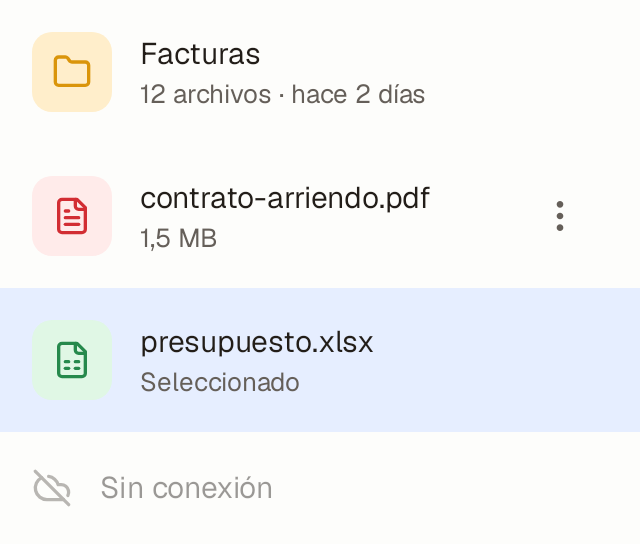 Facturas
12 archivos · hace 2 días
contrato-arriendo.pdf
1,5 MB
presupuesto.xlsx
Seleccionado
Sin conexión